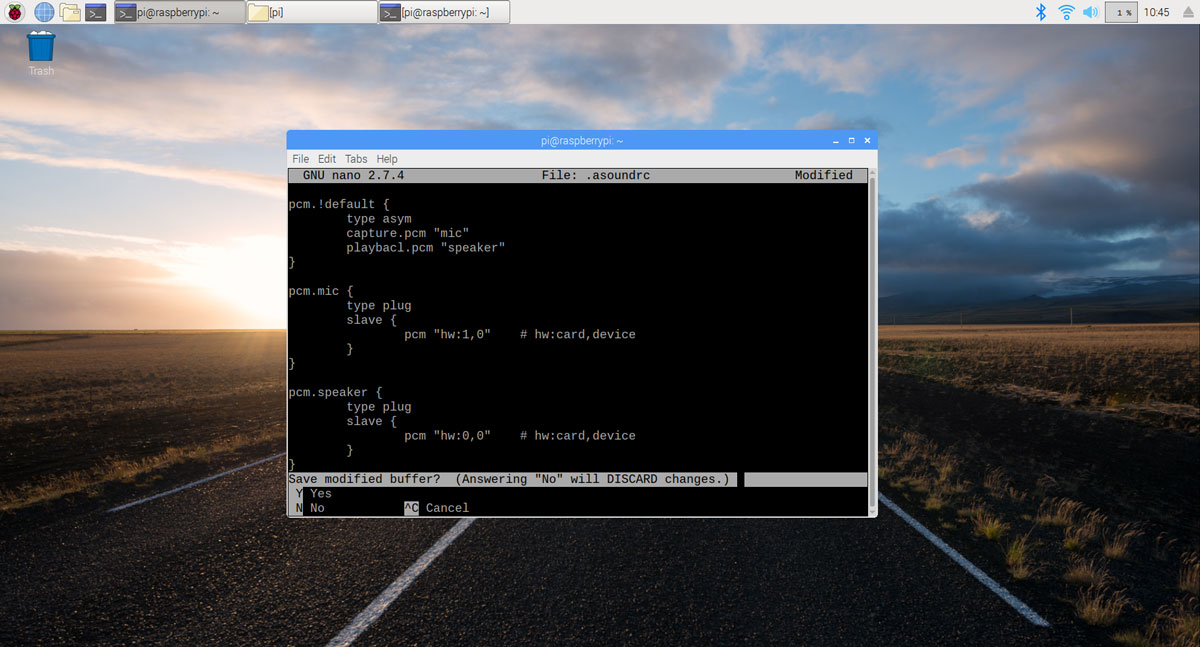 pi@raspberrypi: ~
[pi]
[pi@raspberrypi: ~]
1 %
10:45
Trash
pi@raspberrypi: ~
File Edit Tabs Help
GNU nano 2.7.4 File: .asoundrc Modified
pcm.!default {
type asym
capture.pcm "mic"
playbacl.pcm "speaker"
}
pcm.mic {
type plug
slave {
pcm "hw:1,0" # hw:card,device
}
}
pcm.speaker {
type plug
slave {
pcm "hw:0,0" # hw:card,device
}
}
Save modified buffer? (Answering "No" will DISCARD changes.)
Y Yes
N No ^C Cancel